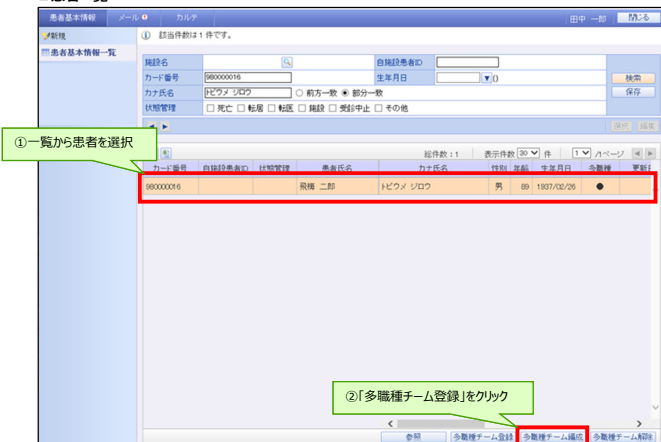 患者基本情報 メール カルテ 田中 一郎 閉じる
新規
患者基本情報一覧
該当件数は 1 件です。
施設名 自施設患者ID
カード番号 980000016 生年月日 () 検索
カナ氏名 トビウメ ジロウ ○ 前方一致 ◉ 部分一致 保存
状態管理 □ 死亡 □ 転居 □ 転医 □ 施設 □ 受診中止 □ その他
選択 編集
①一覧から患者を選択
総件数:1 表示件数 30 件 1 /1ページ
カード番号 自施設患者ID 状態管理 患者氏名 カナ氏名 性別 年齢 生年月日 多職種
980000016 飛梅 二郎 トビウメ ジロウ 男 89 1937/02/26 ●
②「多職種チーム登録」をクリック
参照 多職種チーム登録 多職種チーム編成 多職種チーム解除